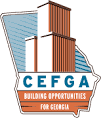 CEFGA
BUILDING OPPORTUNITIES
FOR GEORGIA